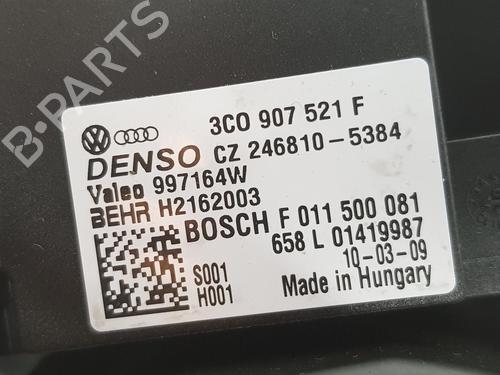 B-PARTS
3C0 907 521 F
DENSO CZ 246810-5384
Valeo 997164W
BEHR H2162003
BOSCH F 011 500 081
658 L 01419987
10-03-09
S001
H001
Made in Hungary